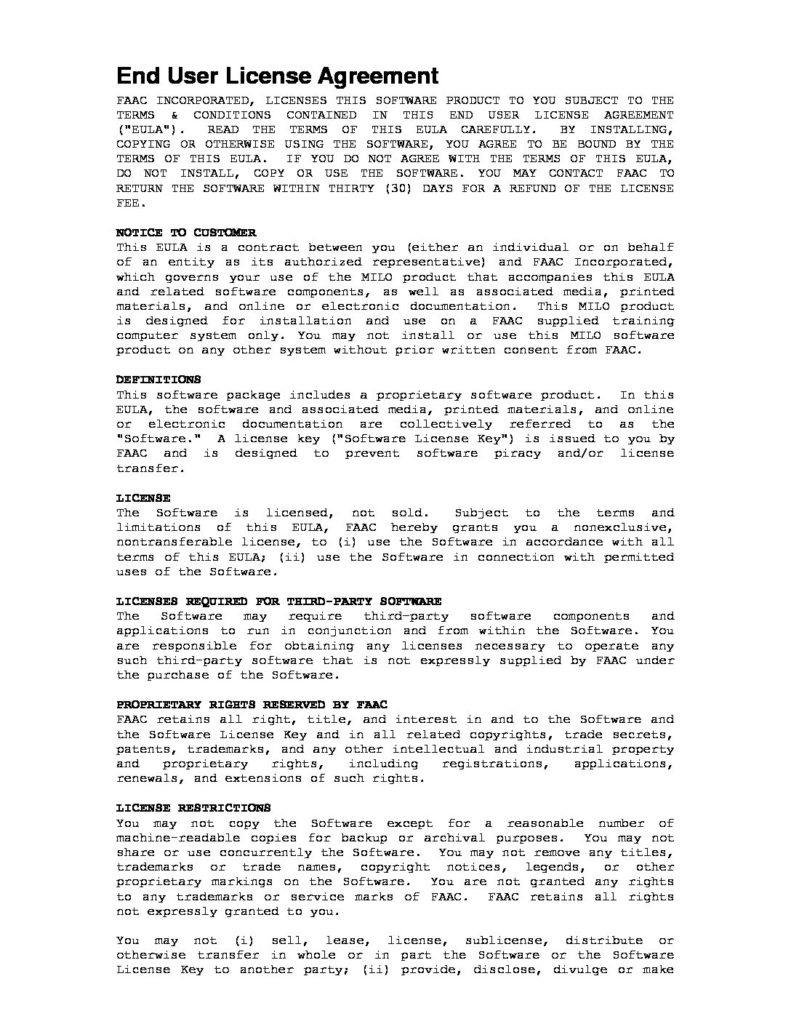 End User License Agreement
FAAC INCORPORATED, LICENSES THIS SOFTWARE PRODUCT TO YOU SUBJECT TO THE
TERMS & CONDITIONS CONTAINED IN THIS END USER LICENSE AGREEMENT
("EULA"). READ THE TERMS OF THIS EULA CAREFULLY. BY INSTALLING,
COPYING OR OTHERWISE USING THE SOFTWARE, YOU AGREE TO BE BOUND BY THE
TERMS OF THIS EULA. IF YOU DO NOT AGREE WITH THE TERMS OF THIS EULA,
DO NOT INSTALL, COPY OR USE THE SOFTWARE. YOU MAY CONTACT FAAC TO
RETURN THE SOFTWARE WITHIN THIRTY (30) DAYS FOR A REFUND OF THE LICENSE
FEE.
NOTICE TO CUSTOMER
This EULA is a contract between you (either an individual or on behalf
of an entity as its authorized representative) and FAAC Incorporated,
which governs your use of the MILO product that accompanies this EULA
and related software components, as well as associated media, printed
materials, and online or electronic documentation. This MILO product
is designed for installation and use on a FAAC supplied training
computer system only. You may not install or use this MILO software
product on any other system without prior written consent from FAAC.
DEFINITIONS
This software package includes a proprietary software product. In this
EULA, the software and associated media, printed materials, and online
or electronic documentation are collectively referred to as the
"Software." A license key ("Software License Key") is issued to you by
FAAC and is designed to prevent software piracy and/or license
transfer.
LICENSE
The Software is licensed, not sold. Subject to the terms and
limitations of this EULA, FAAC hereby grants you a nonexclusive,
nontransferable license, to (i) use the Software in accordance with all
terms of this EULA; (ii) use the Software in connection with permitted
uses of the Software.
LICENSES REQUIRED FOR THIRD-PARTY SOFTWARE
The Software may require third-party software components and
applications to run in conjunction and from within the Software. You
are responsible for obtaining any licenses necessary to operate any
such third-party software that is not expressly supplied by FAAC under
the purchase of the Software.
PROPRIETARY RIGHTS RESERVED BY FAAC
FAAC retains all right, title, and interest in and to the Software and
the Software License Key and in all related copyrights, trade secrets,
patents, trademarks, and any other intellectual and industrial property
and proprietary rights, including registrations, applications,
renewals, and extensions of such rights.
LICENSE RESTRICTIONS
You may not copy the Software except for a reasonable number of
machine-readable copies for backup or archival purposes. You may not
share or use concurrently the Software. You may not remove any titles,
trademarks or trade names, copyright notices, legends, or other
proprietary markings on the Software. You are not granted any rights
to any trademarks or service marks of FAAC. FAAC retains all rights
not expressly granted to you.
You may not (i) sell, lease, license, sublicense, distribute or
otherwise transfer in whole or in part the Software or the Software
License Key to another party; (ii) provide, disclose, divulge or make